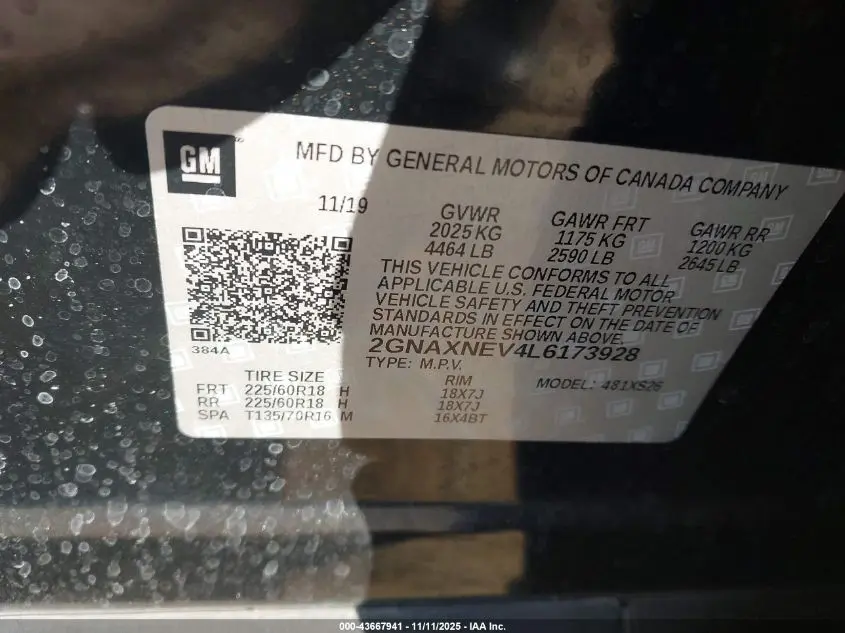 GM
MFD BY GENERAL MOTORS OF CANADA COMPANY
11/19
GVWR
2025 KG
4464 LB
GAWR FRT
1175 KG
2590 LB
GAWR RR
1200 KG
2645 LB
THIS VEHICLE CONFORMS TO ALL
APPLICABLE U.S. FEDERAL MOTOR
VEHICLE SAFETY AND THEFT PREVENTION
STANDARDS IN EFFECT ON THE DATE OF
MANUFACTURE SHOWN ABOVE.
2GNAXNEV4L6173928
TYPE: M.P.V.
MODEL: 481XS26
384A
TIRE SIZE RIM
FRT 225/60R18 H 18X7J
RR 225/60R18 H 18X7J
SPA T135/70R16 M 16X4BT
000-43667941 - 11/11/2025 - IAA Inc.